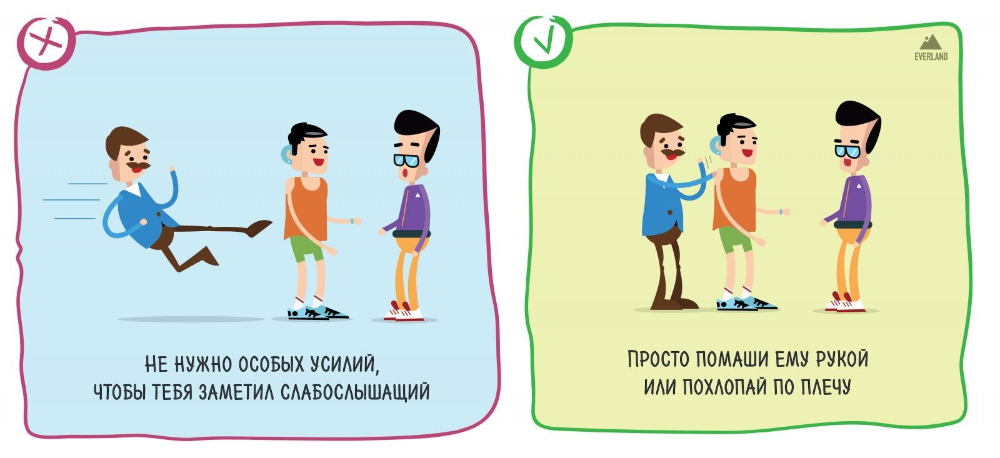 EVERLAND
Не нужно особых усилий,
чтобы тебя заметил слабослышащий
Просто помаши ему рукой
или похлопай по плечу